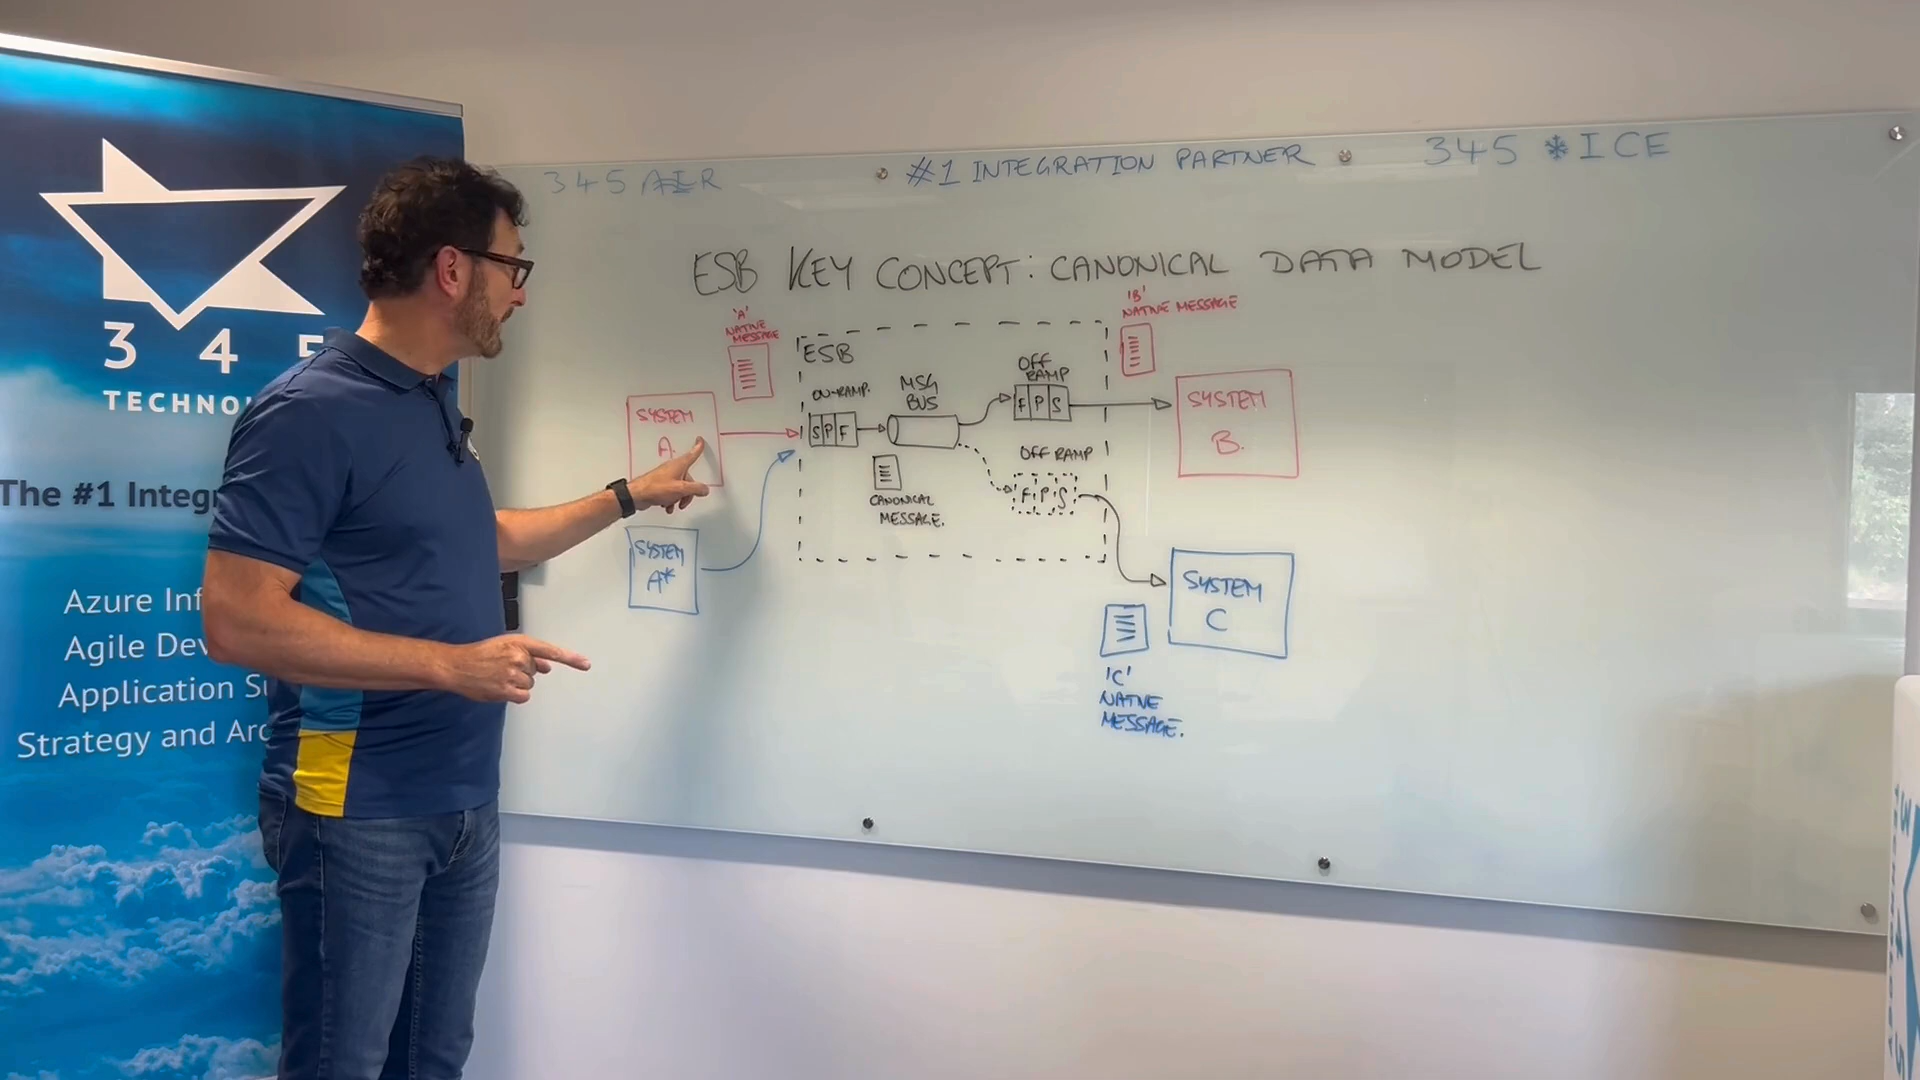 345 AIR
#1 INTEGRATION PARTNER
345 *ICE
ESB KEY CONCEPT: CANONICAL DATA MODEL
'A'
NATIVE
MESSAGE
'B'
NATIVE MESSAGE
ESB
ON-RAMP.
MSG
BUS
OFF
RAMP
SYSTEM
A.
S P F
F P S
SYSTEM
B.
OFF RAMP
CANONICAL
MESSAGE.
F P S
SYSTEM
A*
SYSTEM
C
'C'
NATIVE
MESSAGE.
3 4
TECHNO
The #1 Integr
Azure Inf
Agile Dev
Application Su
Strategy and Arc